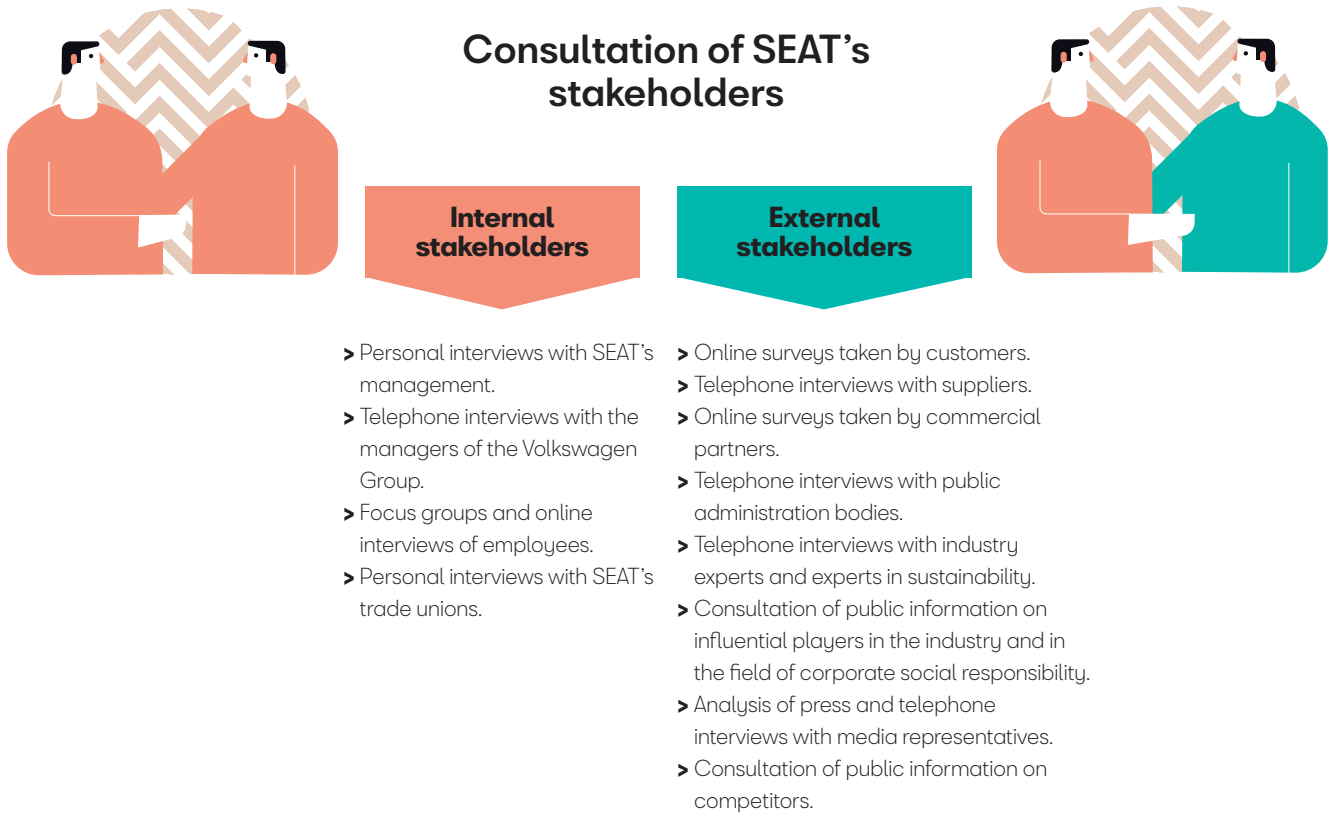 Consultation of SEAT’s
stakeholders
Internal
stakeholders
> Personal interviews with SEAT’s
management.
> Telephone interviews with the
managers of the Volkswagen
Group.
> Focus groups and online
interviews of employees.
> Personal interviews with SEAT’s
trade unions.
External
stakeholders
> Online surveys taken by customers.
> Telephone interviews with suppliers.
> Online surveys taken by commercial
partners.
> Telephone interviews with public
administration bodies.
> Telephone interviews with industry
experts and experts in sustainability.
> Consultation of public information on
influential players in the industry and in
the field of corporate social responsibility.
> Analysis of press and telephone
interviews with media representatives.
> Consultation of public information on
competitors.